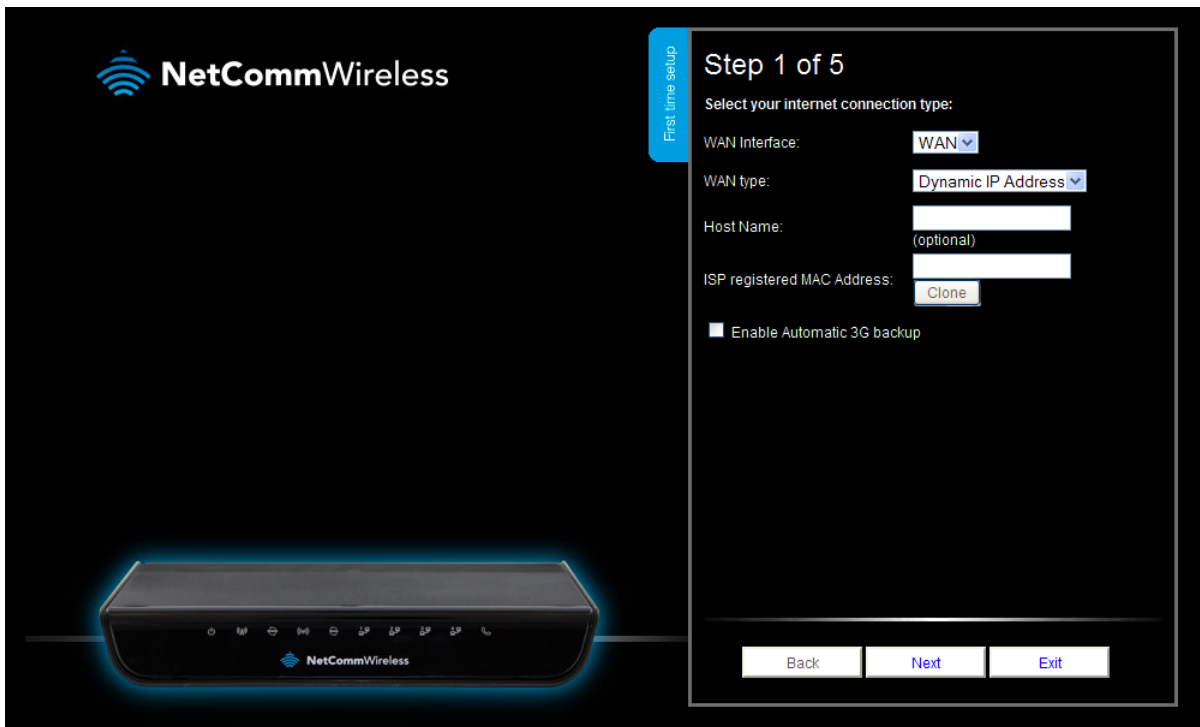 NetCommWireless
First time setup
Step 1 of 5
Select your internet connection type:
WAN Interface: WAN
WAN type: Dynamic IP Address
Host Name:
(optional)
ISP registered MAC Address:
Clone
Enable Automatic 3G backup
NetCommWireless
Back Next Exit